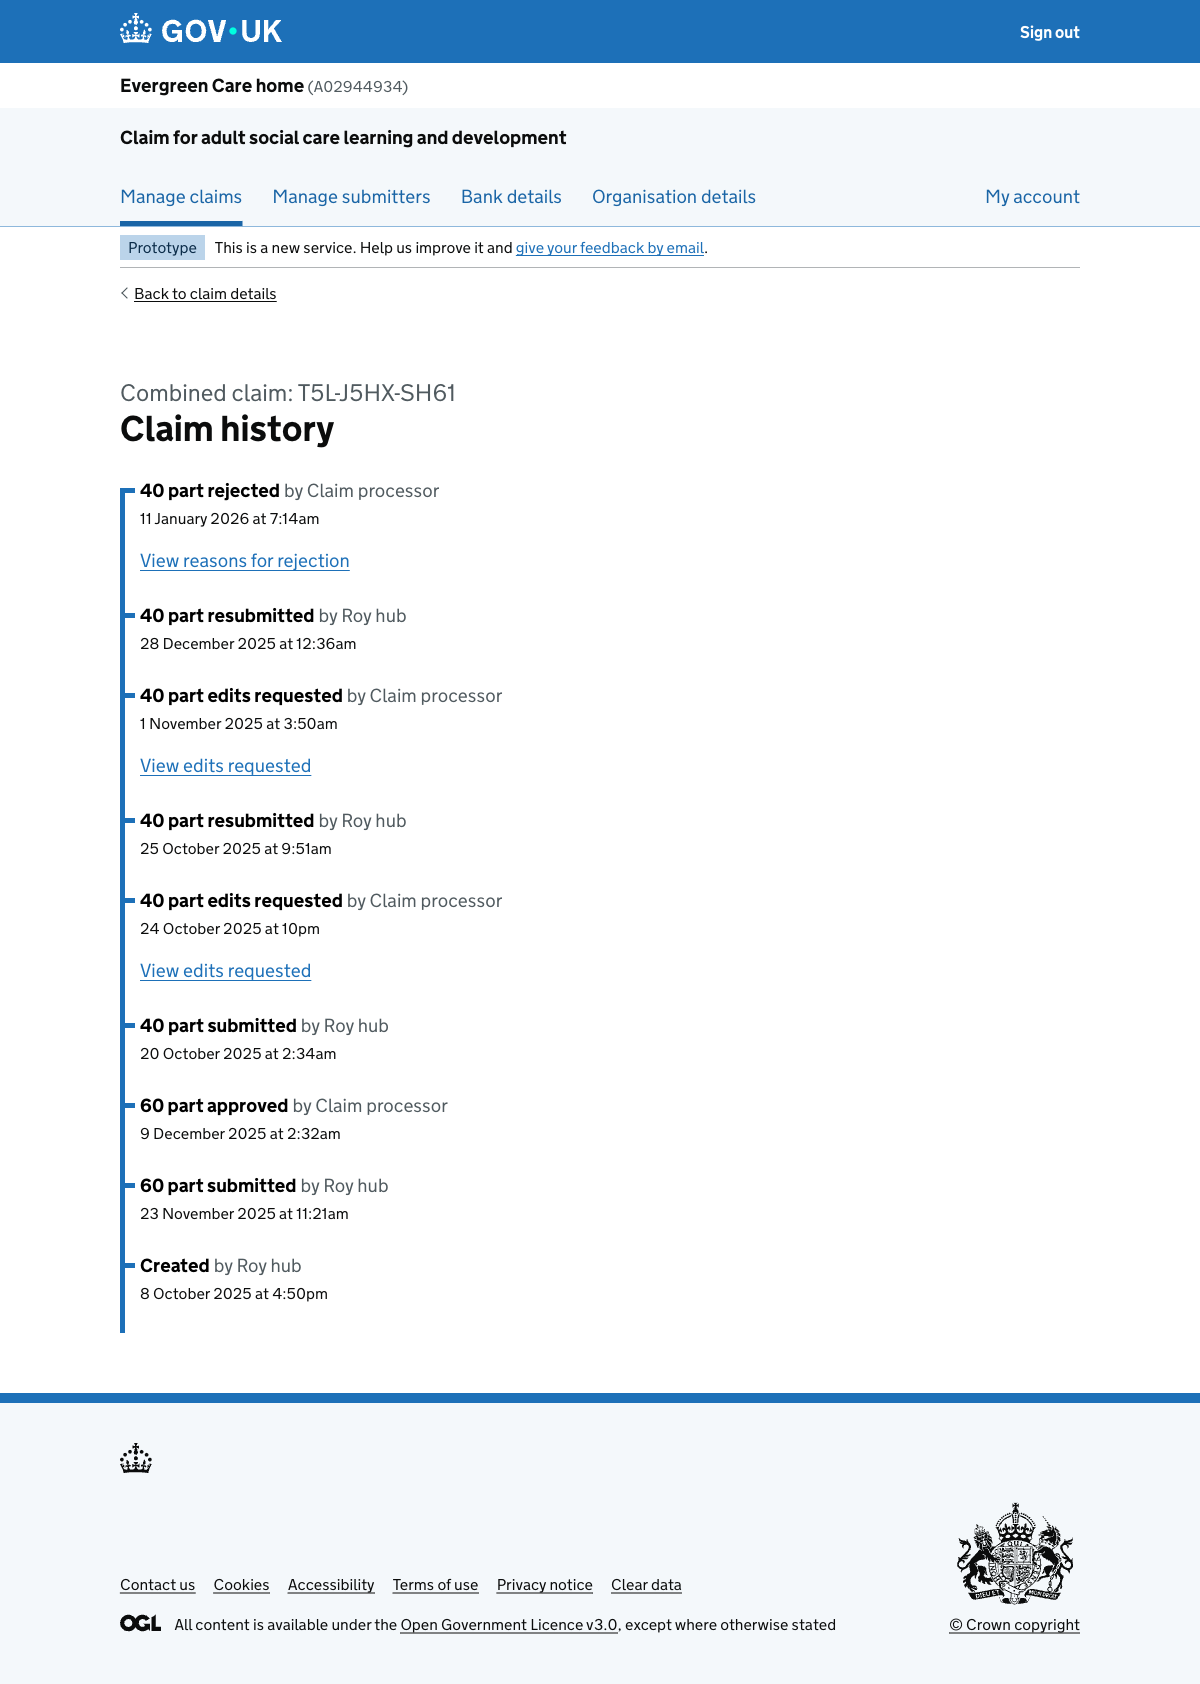 GOV•UK
Sign out
Evergreen Care home (A02944934)
Claim for adult social care learning and development
Manage claims Manage submitters Bank details Organisation details My account
Prototype This is a new service. Help us improve it and give your feedback by email.
Back to claim details
Combined claim: T5L-J5HX-SH61
Claim history
40 part rejected by Claim processor
11 January 2026 at 7:14am
View reasons for rejection
40 part resubmitted by Roy hub
28 December 2025 at 12:36am
40 part edits requested by Claim processor
1 November 2025 at 3:50am
View edits requested
40 part resubmitted by Roy hub
25 October 2025 at 9:51am
40 part edits requested by Claim processor
24 October 2025 at 10pm
View edits requested
40 part submitted by Roy hub
20 October 2025 at 2:34am
60 part approved by Claim processor
9 December 2025 at 2:32am
60 part submitted by Roy hub
23 November 2025 at 11:21am
Created by Roy hub
8 October 2025 at 4:50pm
Contact us Cookies Accessibility Terms of use Privacy notice Clear data
OGL All content is available under the Open Government Licence v3.0, except where otherwise stated
© Crown copyright